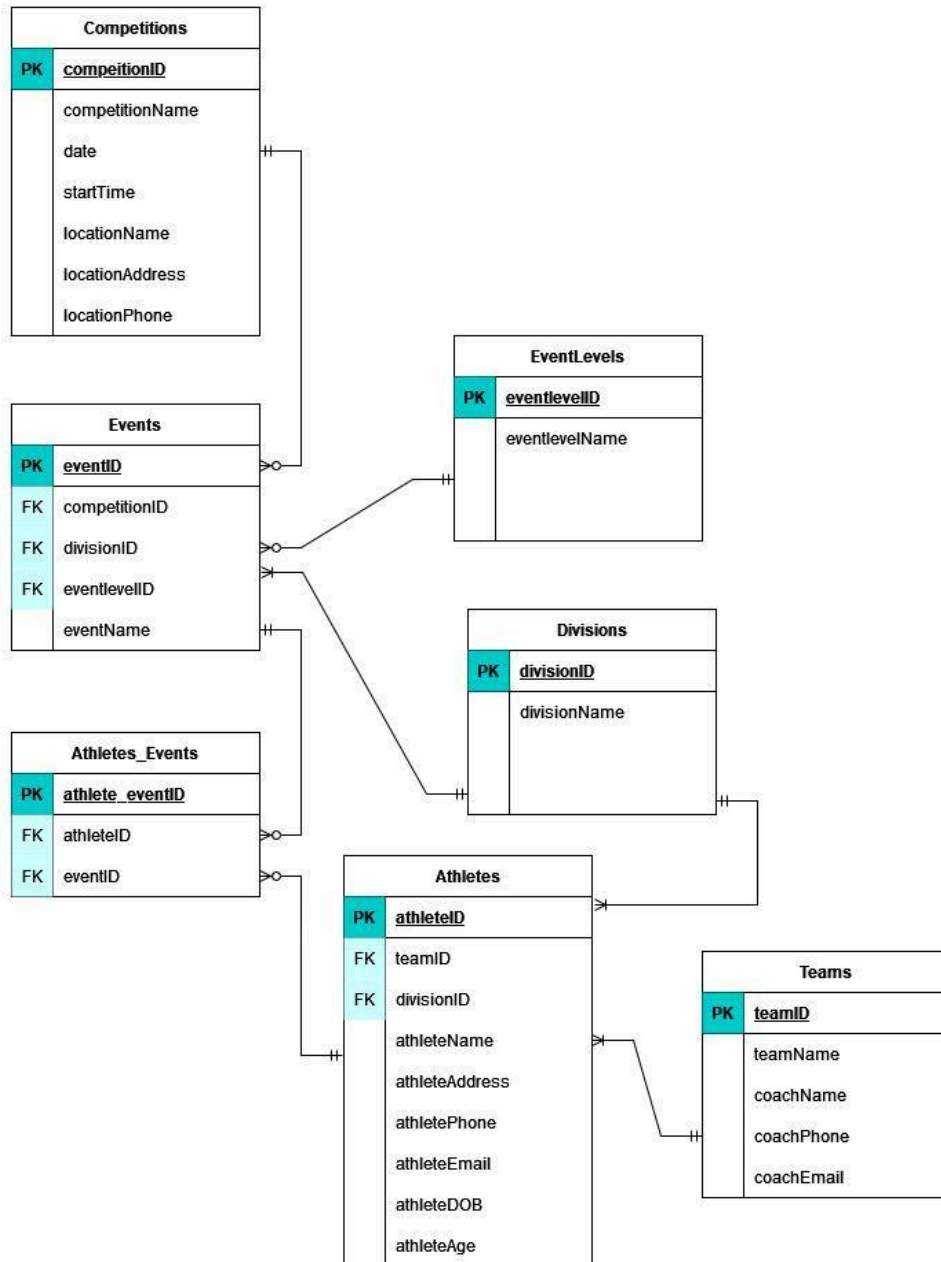 Competitions
PK compeitionID
competitionName
date
startTime
locationName
locationAddress
locationPhone
EventLevels
PK eventlevelID
eventlevelName
Events
PK eventID
FK competitionID
FK divisionID
FK eventlevelID
eventName
Divisions
PK divisionID
divisionName
Athletes_Events
PK athlete_eventID
FK athleteID
FK eventID
Athletes
PK athleteID
FK teamID
FK divisionID
athleteName
athleteAddress
athletePhone
athleteEmail
athleteDOB
athleteAge
Teams
PK teamID
teamName
coachName
coachPhone
coachEmail